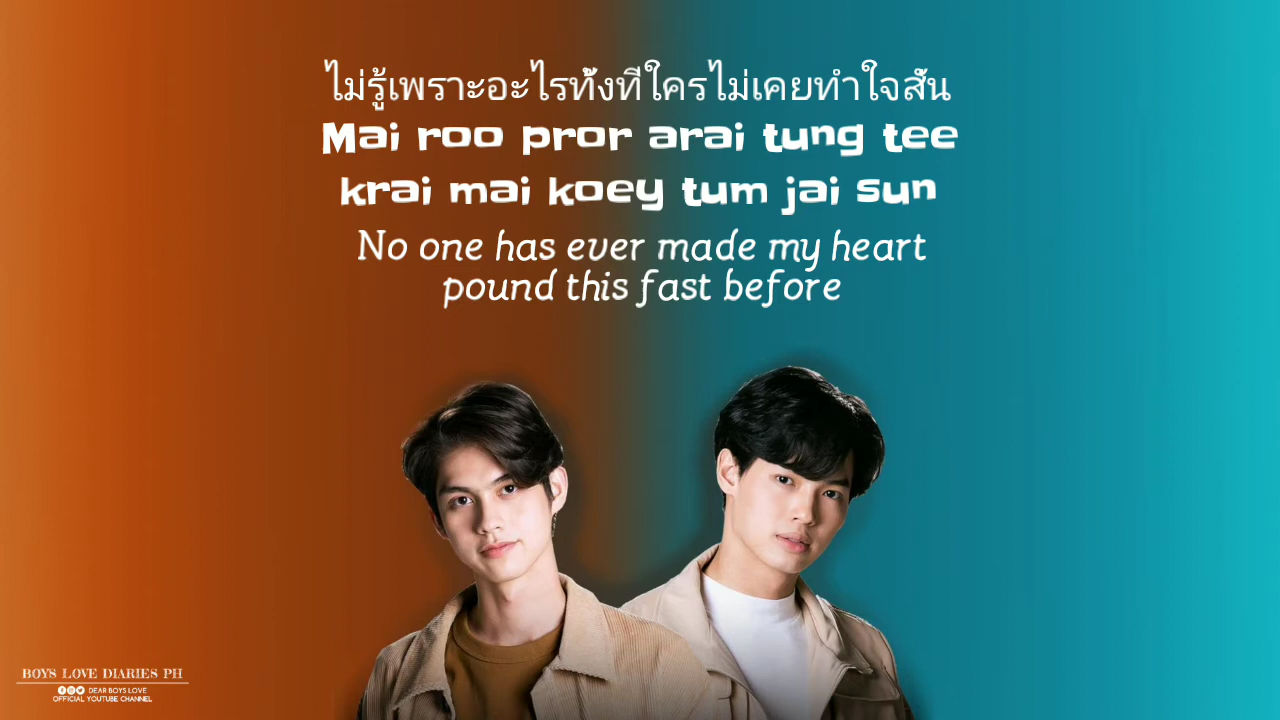 ไม่รู้เพราะอะไรทั้งที่ใครไม่เคยทำใจสั่น
Mai roo pror arai tung tee
krai mai koey tum jai sun
No one has ever made my heart
pound this fast before
BOYS LOVE DIARIES PH
DEAR BOYS LOVE
OFFICIAL YOUTUBE CHANNEL